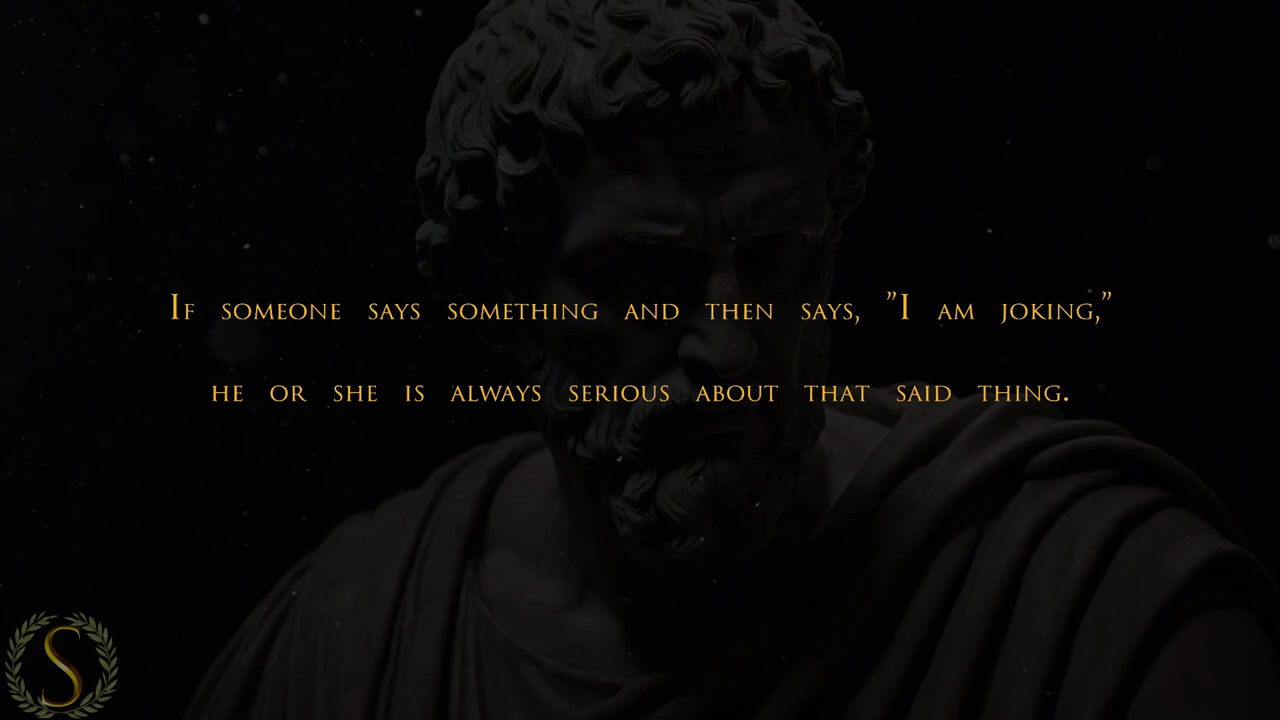 If someone says something and then says, ”I am joking,”
he or she is always serious about that said thing.
S